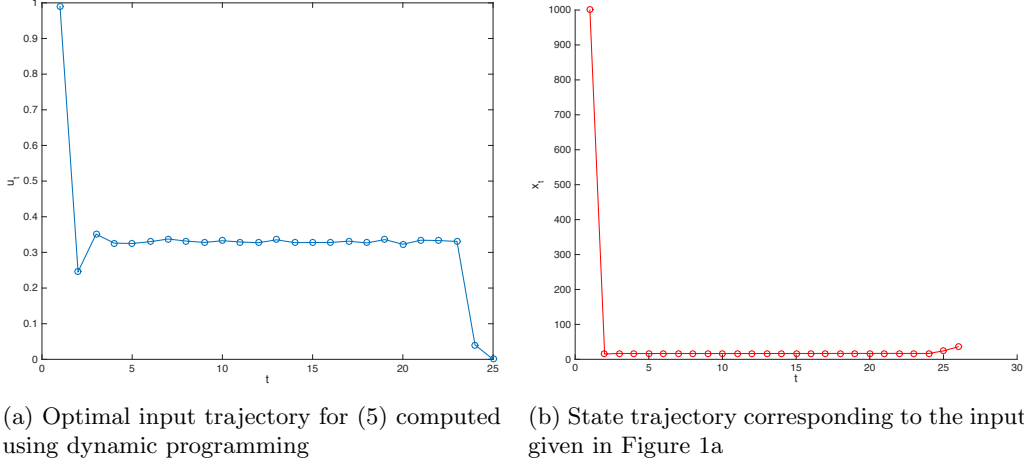 1
0.9
0.8
0.7
0.6
0.5
0.4
0.3
0.2
0.1
0
u_t
0 5 10 15 20 25
t
1000
900
800
700
600
500
400
300
200
100
0
x_t
0 5 10 15 20 25 30
t
(a) Optimal input trajectory for (5) computed
using dynamic programming
(b) State trajectory corresponding to the input
given in Figure 1a